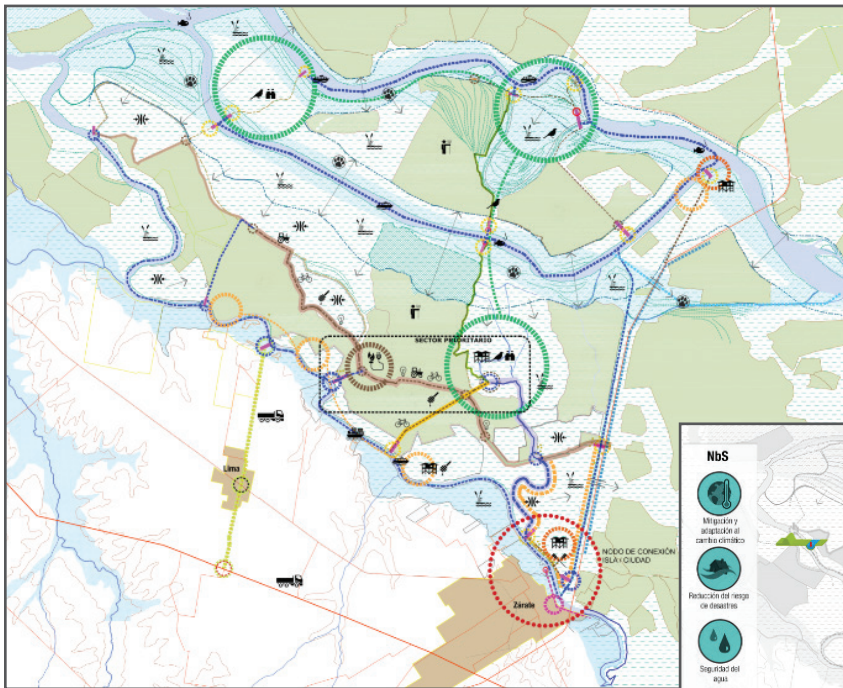 SECTOR PRIORITARIO
Lima
NODO DE CONEXIÓN
ISLA - CIUDAD
Zárate
NbS
Mitigación y
adaptación al
cambio climático
Reducción del riesgo
de desastres
Seguridad del
agua